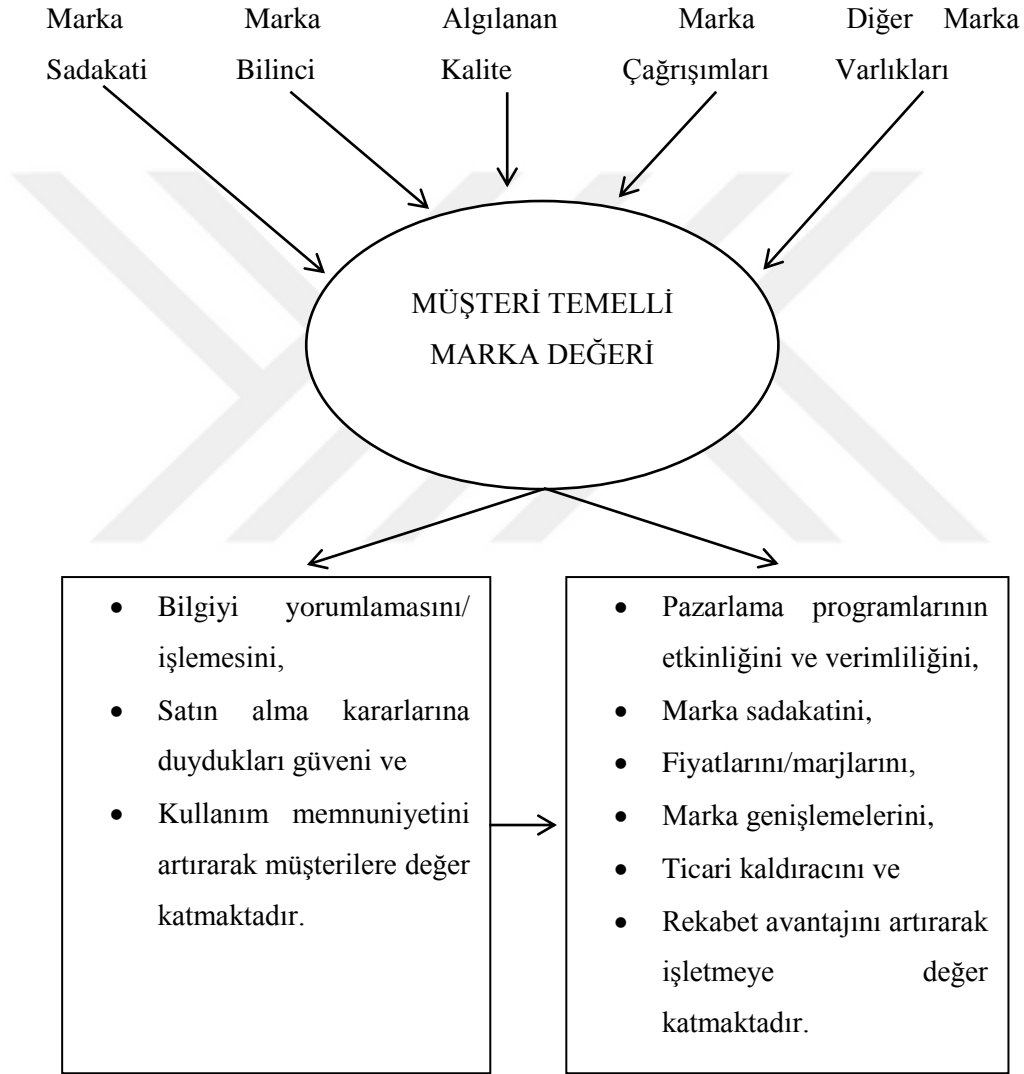 Marka Marka Algılanan Marka Diğer Marka
Sadakati Bilinci Kalite Çağrışımları Varlıkları
MÜŞTERİ TEMELLİ
MARKA DEĞERİ
• Bilgiyi yorumlamasını/
işlemesini,
• Satın alma kararlarına
duydukları güveni ve
• Kullanım memnuniyetini
artırarak müşterilere değer
katmaktadır.
• Pazarlama programlarının
etkinliğini ve verimliliğini,
• Marka sadakatini,
• Fiyatlarını/marjlarını,
• Marka genişlemelerini,
• Ticari kaldıracını ve
• Rekabet avantajını artırarak
işletmeye değer
katmaktadır.